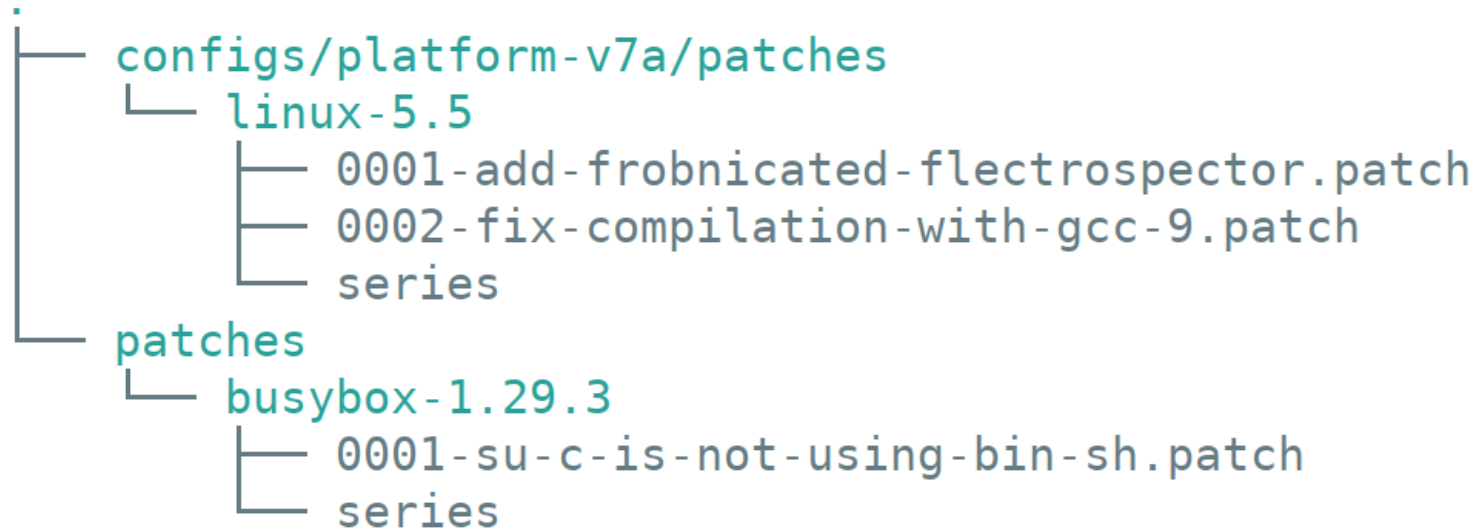 .
configs/platform-v7a/patches
linux-5.5
0001-add-frobnicated-flectrospector.patch
0002-fix-compilation-with-gcc-9.patch
series
patches
busybox-1.29.3
0001-su-c-is-not-using-bin-sh.patch
series